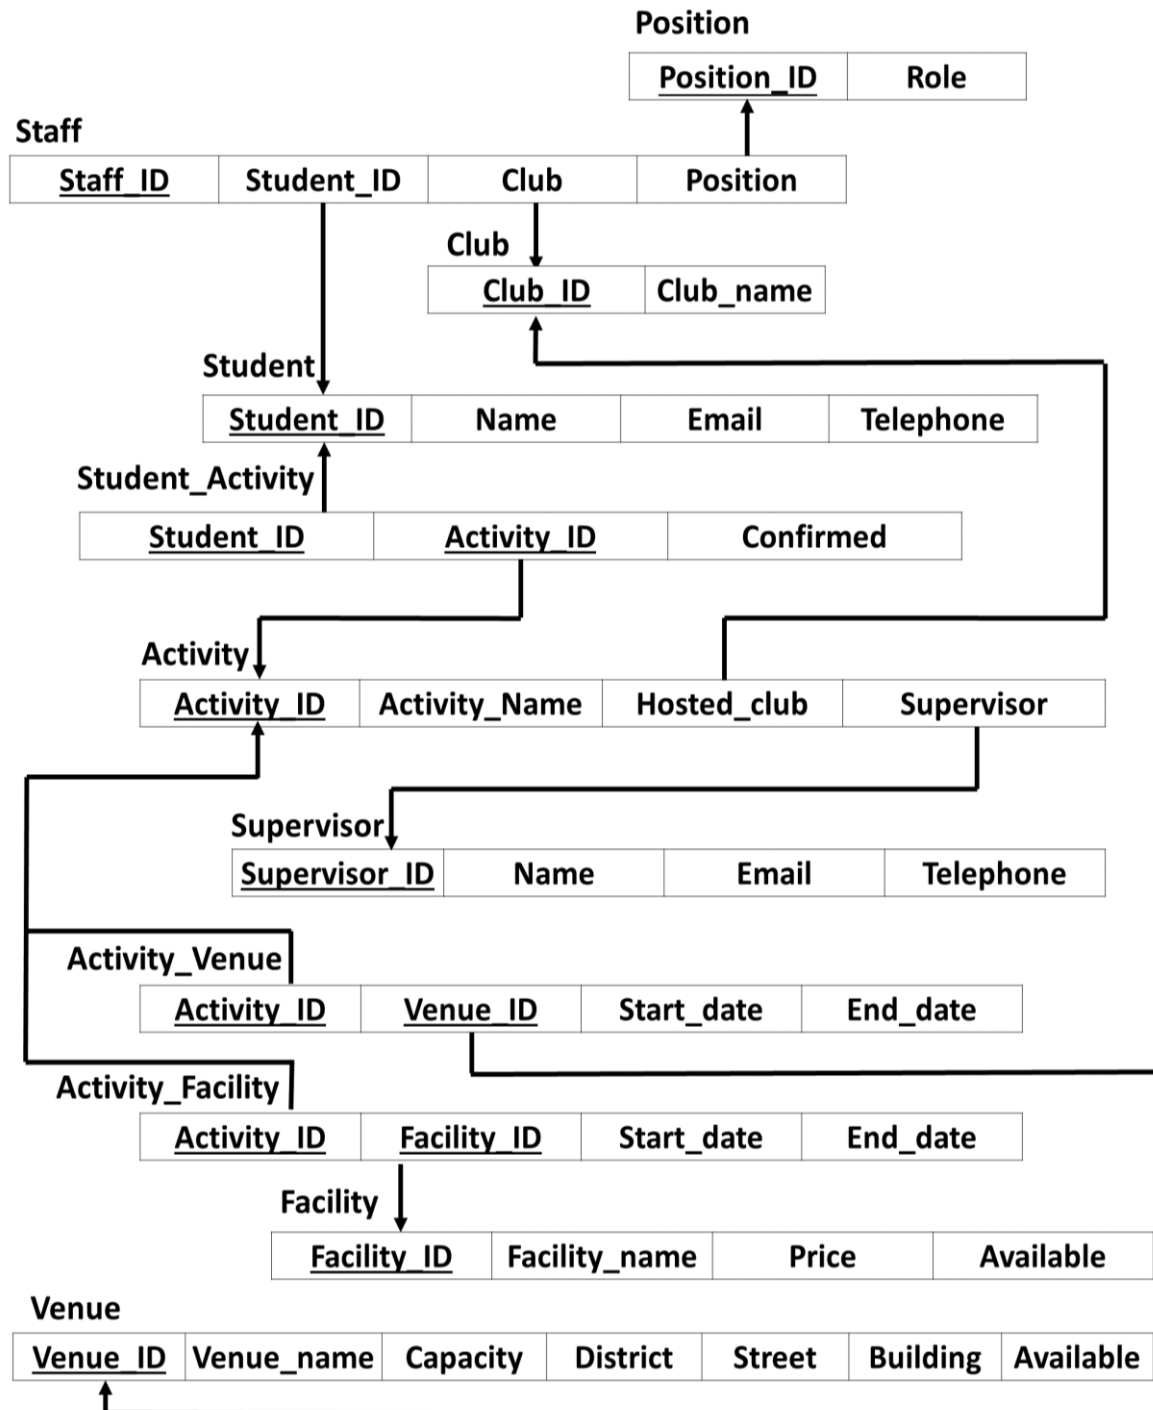 Position
Position_ID Role
Staff
Staff_ID Student_ID Club Position
Club
Club_ID Club_name
Student
Student_ID Name Email Telephone
Student_Activity
Student_ID Activity_ID Confirmed
Activity
Activity_ID Activity_Name Hosted_club Supervisor
Supervisor
Supervisor_ID Name Email Telephone
Activity_Venue
Activity_ID Venue_ID Start_date End_date
Activity_Facility
Activity_ID Facility_ID Start_date End_date
Facility
Facility_ID Facility_name Price Available
Venue
Venue_ID Venue_name Capacity District Street Building Available